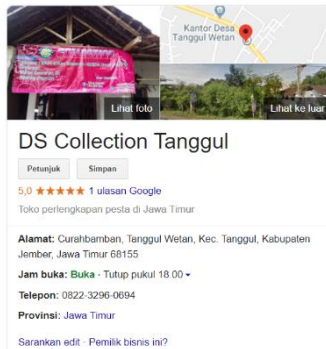 Kantor Desa
Tanggul Wetan
Lihat foto
Lihat ke luar
DS Collection Tanggul
Petunjuk Simpan
5,0 ★★★★★ 1 ulasan Google
Toko perlengkapan pesta di Jawa Timur
Alamat: Curahbamban, Tanggul Wetan, Kec. Tanggul, Kabupaten
Jember, Jawa Timur 68155
Jam buka: Buka · Tutup pukul 18.00
Telepon: 0822-3296-0694
Provinsi: Jawa Timur
Sarankan edit · Pemilik bisnis ini?